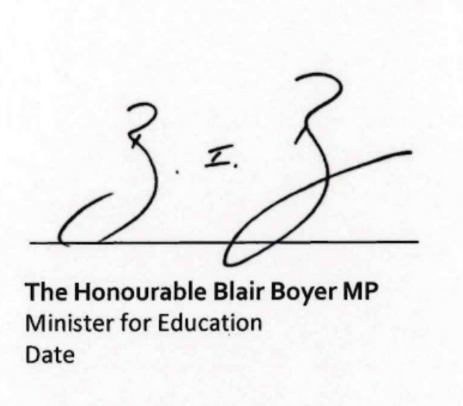 B. I. B
The Honourable Blair Boyer MP
Minister for Education
Date